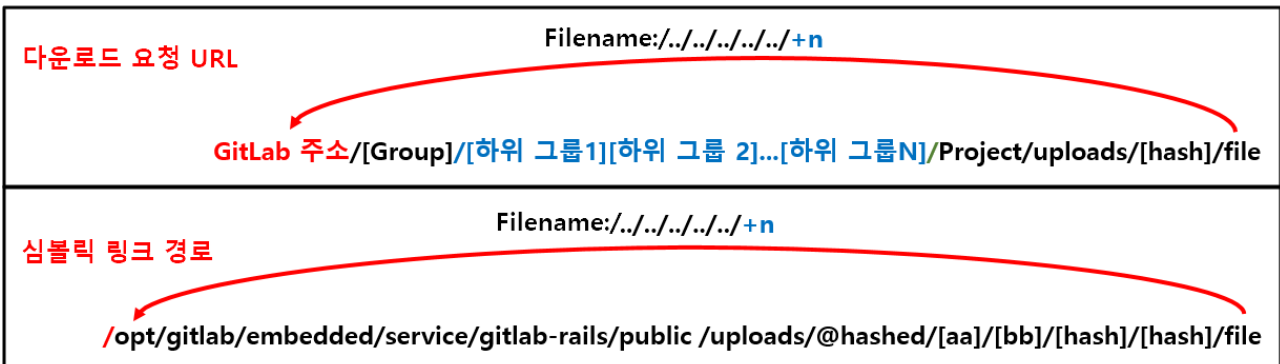 Filename:/../../../../../+n
다운로드 요청 URL
GitLab 주소/[Group]/[하위 그룹1][하위 그룹 2]...[하위 그룹N]/Project/uploads/[hash]/file
Filename:/../../../../../+n
심볼릭 링크 경로
/opt/gitlab/embedded/service/gitlab-rails/public /uploads/@hashed/[aa]/[bb]/[hash]/[hash]/file